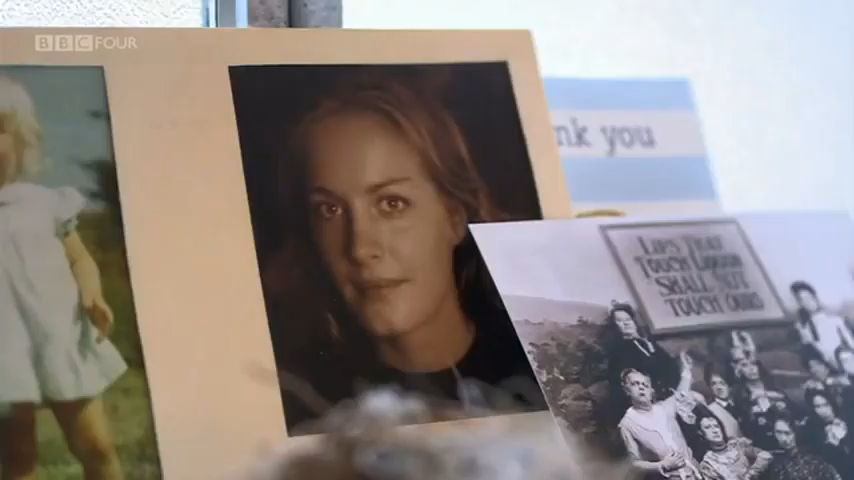 BBC FOUR
nk you
LIPS THAT
TOUCH LIQUOR
SHALL NOT
TOUCH OURS